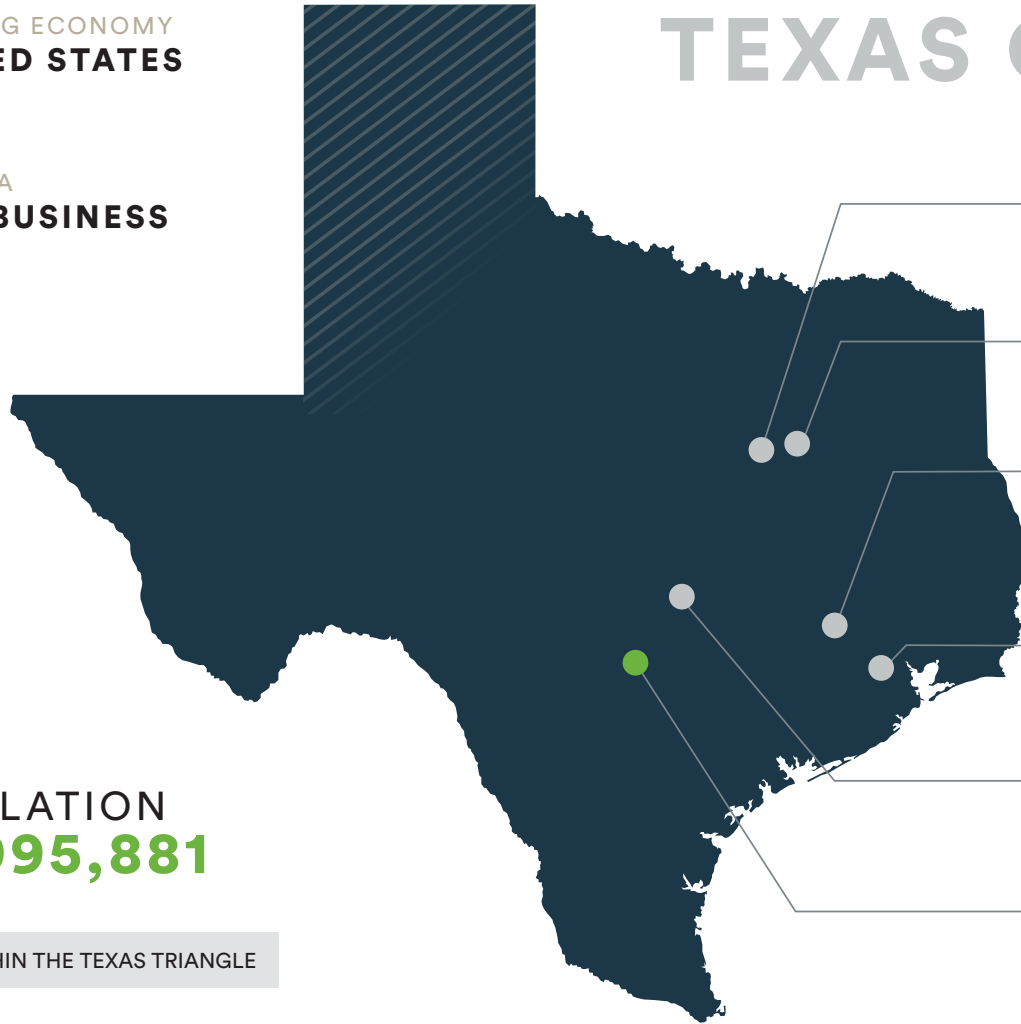 G ECONOMY
ED STATES
TEXAS
A
BUSINESS
LATION
95,881
HIN THE TEXAS TRIANGLE